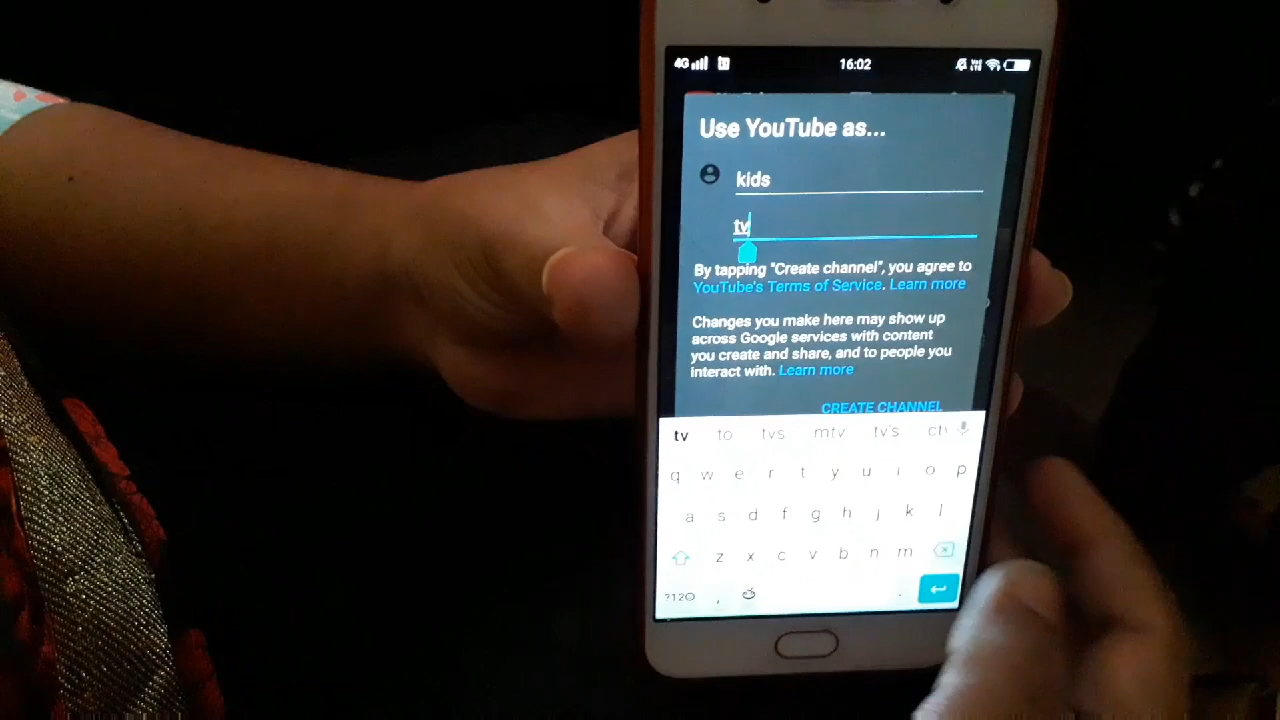 4G 16:02
Use YouTube as...
kids
tv
By tapping "Create channel", you agree to
YouTube's Terms of Service. Learn more
Changes you make here may show up
across Google services with content
you create and share, and to people you
interact with. Learn more
CREATE CHANNEL
tv to tvs mtv tv's
q w e r t y u i o p
a s d f g h j k l
z x c v b n m
?123 , .